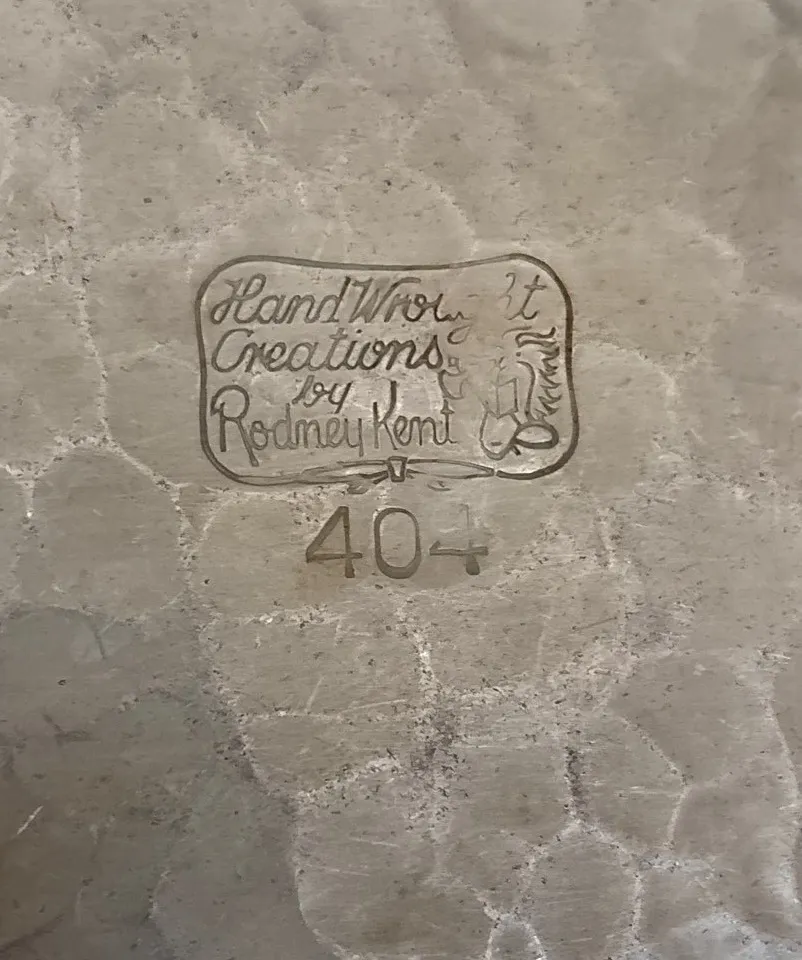 Hand Wrought
Creations
by
Rodney Kent
404